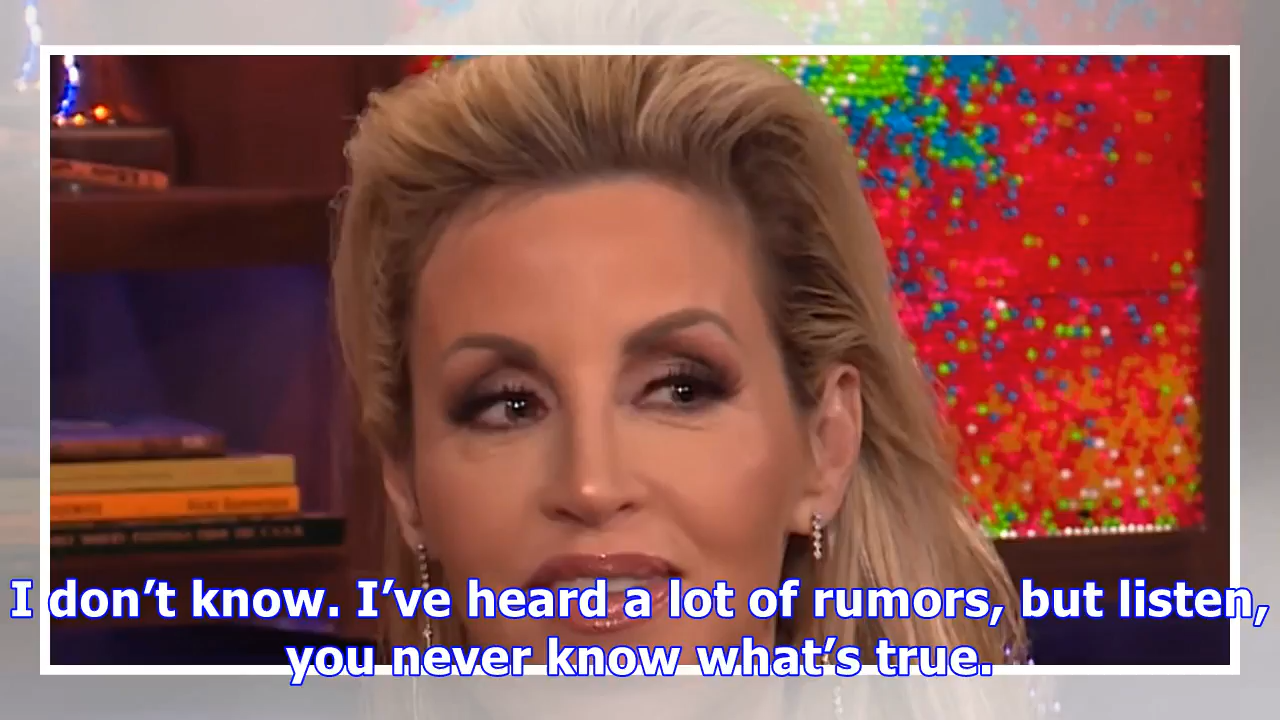 I don’t know. I’ve heard a lot of rumors, but listen,
you never know what’s true.